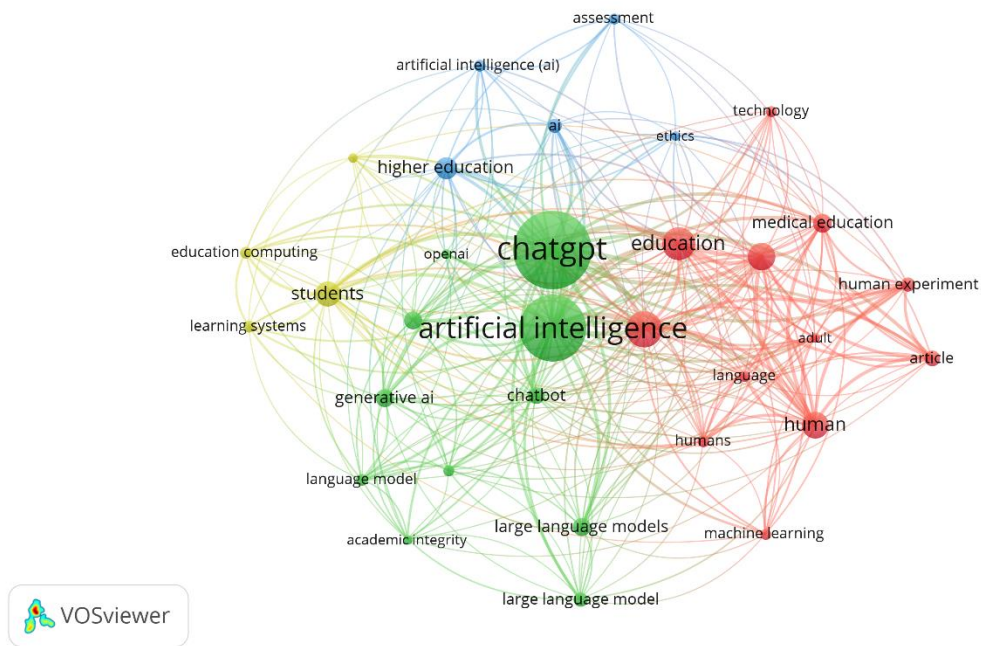 assessment
artificial intelligence (ai)
technology
ai
ethics
higher education
medical education
education
chatgpt
education computing
openai
human experiment
students
learning systems
artificial intelligence
adult
article
language
generative ai
chatbot
human
humans
language model
large language models
machine learning
academic integrity
large language model
VOSviewer